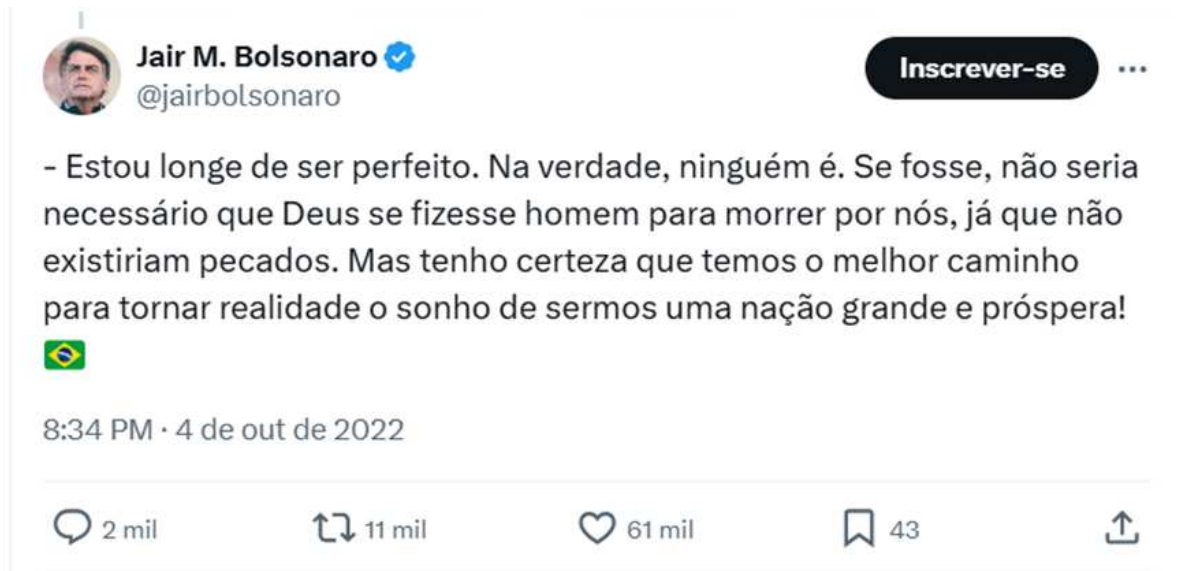 Jair M. Bolsonaro
@jairbolsonaro
Inscrever-se
- Estou longe de ser perfeito. Na verdade, ninguém é. Se fosse, não seria
necessário que Deus se fizesse homem para morrer por nós, já que não
existiriam pecados. Mas tenho certeza que temos o melhor caminho
para tornar realidade o sonho de sermos uma nação grande e próspera!
🇧🇷
8:34 PM · 4 de out de 2022
2 mil 11 mil 61 mil 43